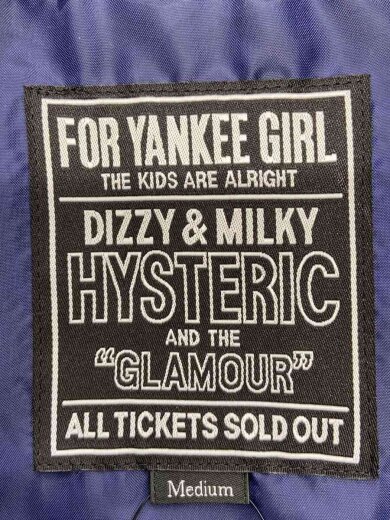 FOR YANKEE GIRL
THE KIDS ARE ALRIGHT
DIZZY & MILKY
HYSTERIC
AND THE
"GLAMOUR"
ALL TICKETS SOLD OUT
Medium